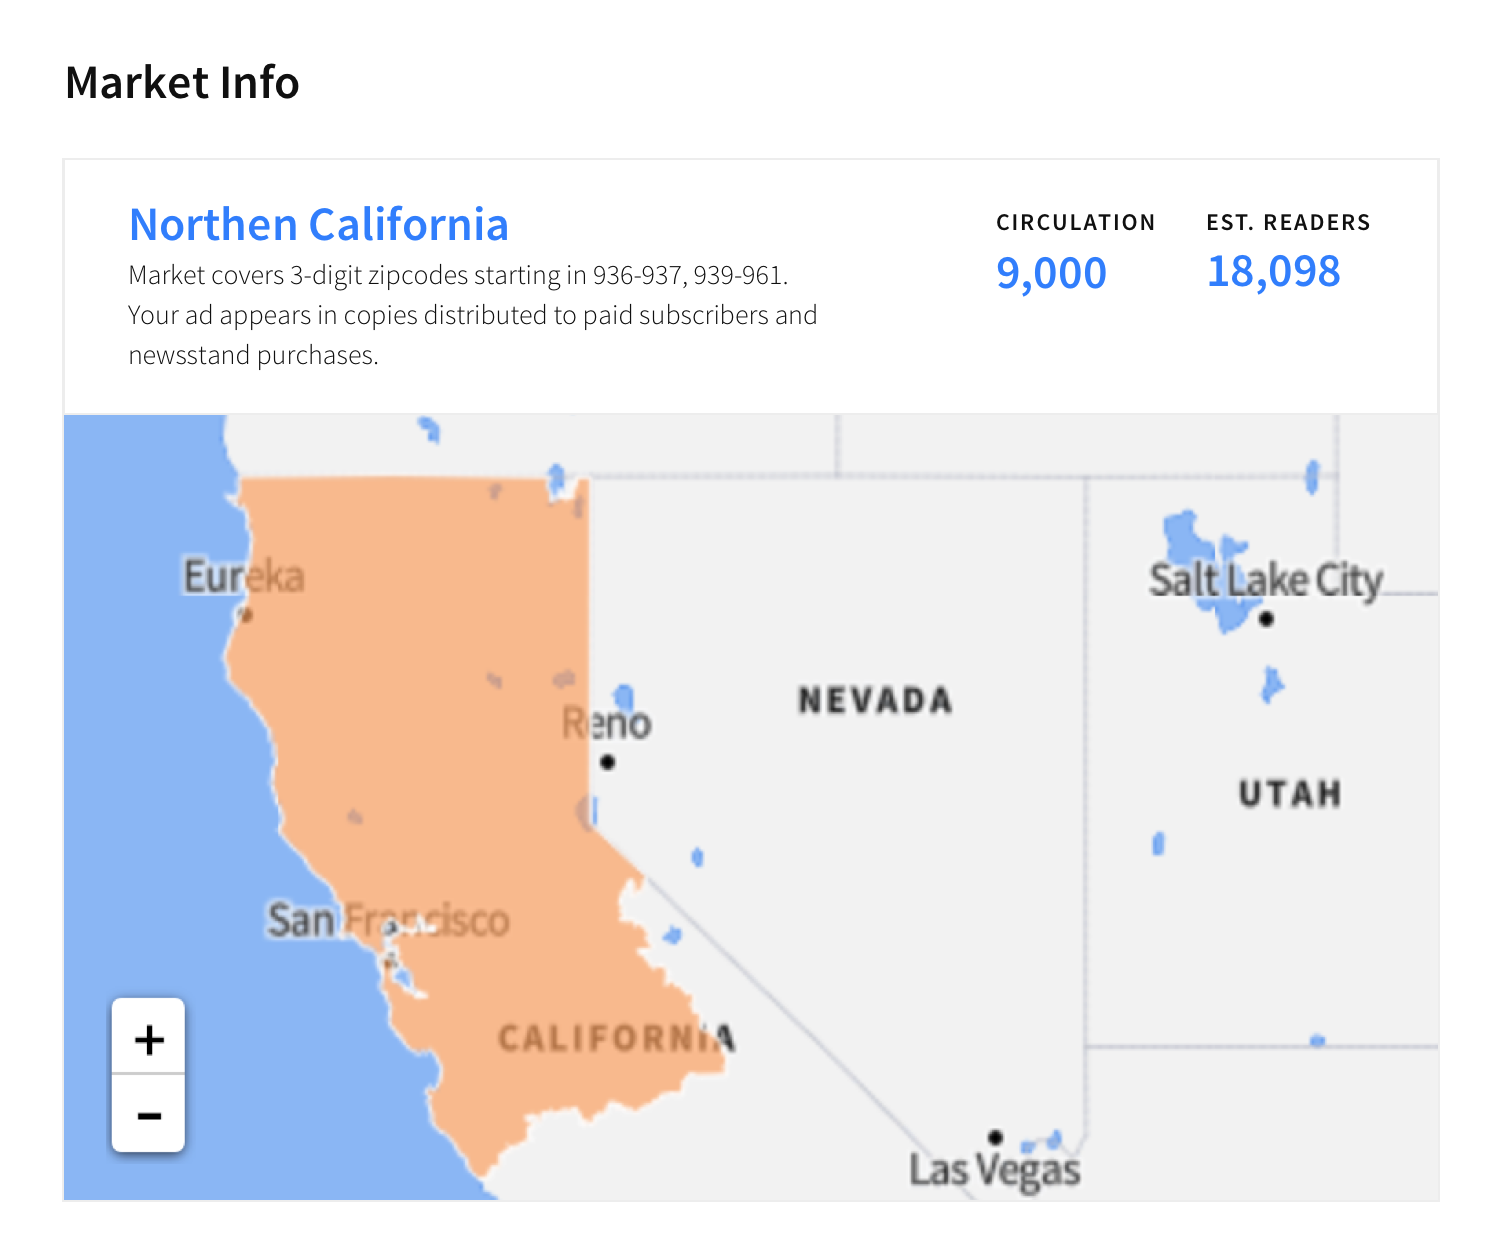 Market Info
Northen California
Market covers 3-digit zipcodes starting in 936-937, 939-961.
Your ad appears in copies distributed to paid subscribers and
newsstand purchases.
CIRCULATION
9,000
EST. READERS
18,098
Eureka
Salt Lake City
NEVADA
Reno
UTAH
San Francisco
CALIFORNIA
+
-
Las Vegas